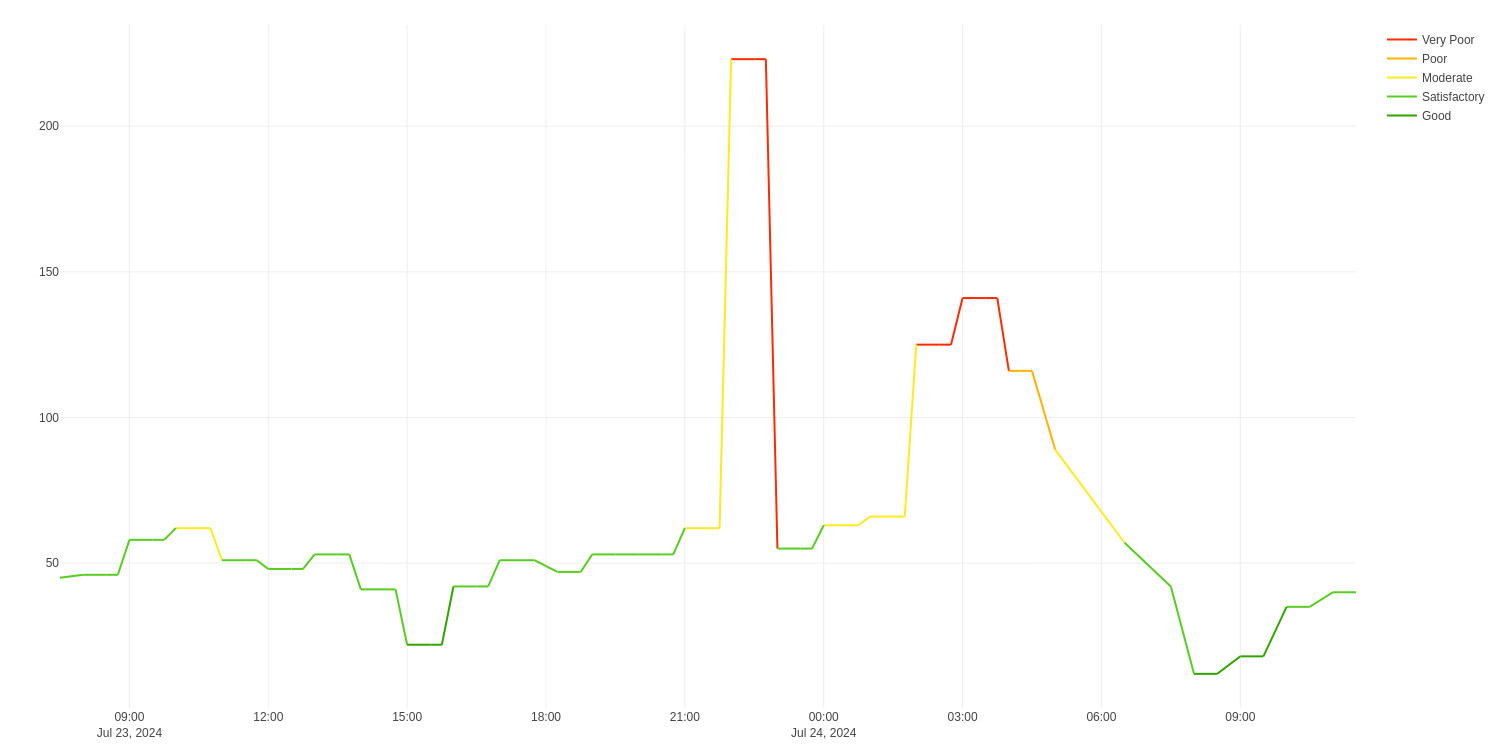 Very Poor
Poor
Moderate
Satisfactory
Good
200
150
100
50
09:00
12:00
15:00
18:00
21:00
00:00
03:00
06:00
09:00
Jul 23, 2024
Jul 24, 2024